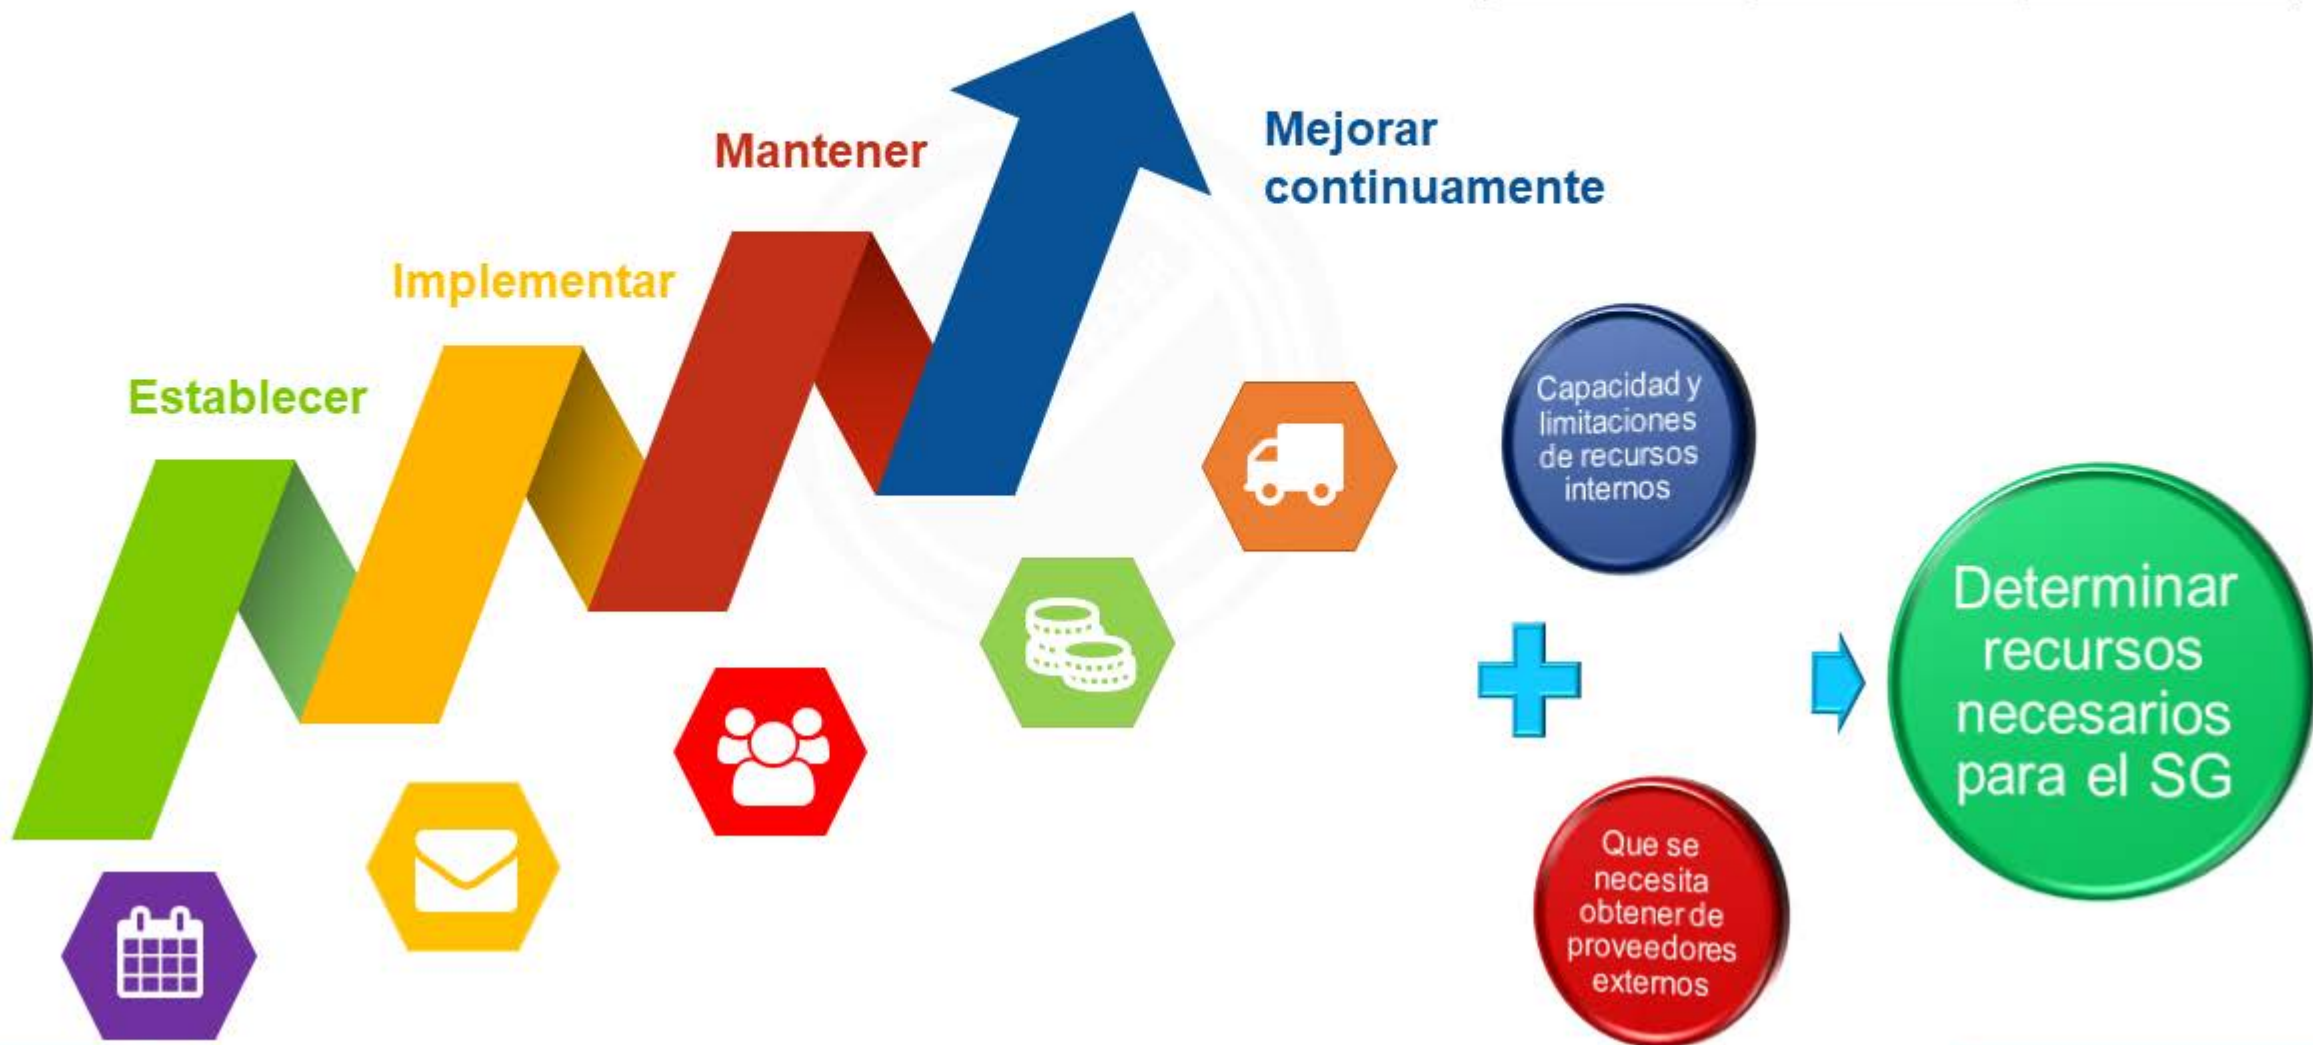 Mejorar
continuamente
Mantener
Implementar
Establecer
Capacidad y
limitaciones
de recursos
internos
Determinar
recursos
necesarios
para el SG
Que se
necesita
obtener de
proveedores
externos